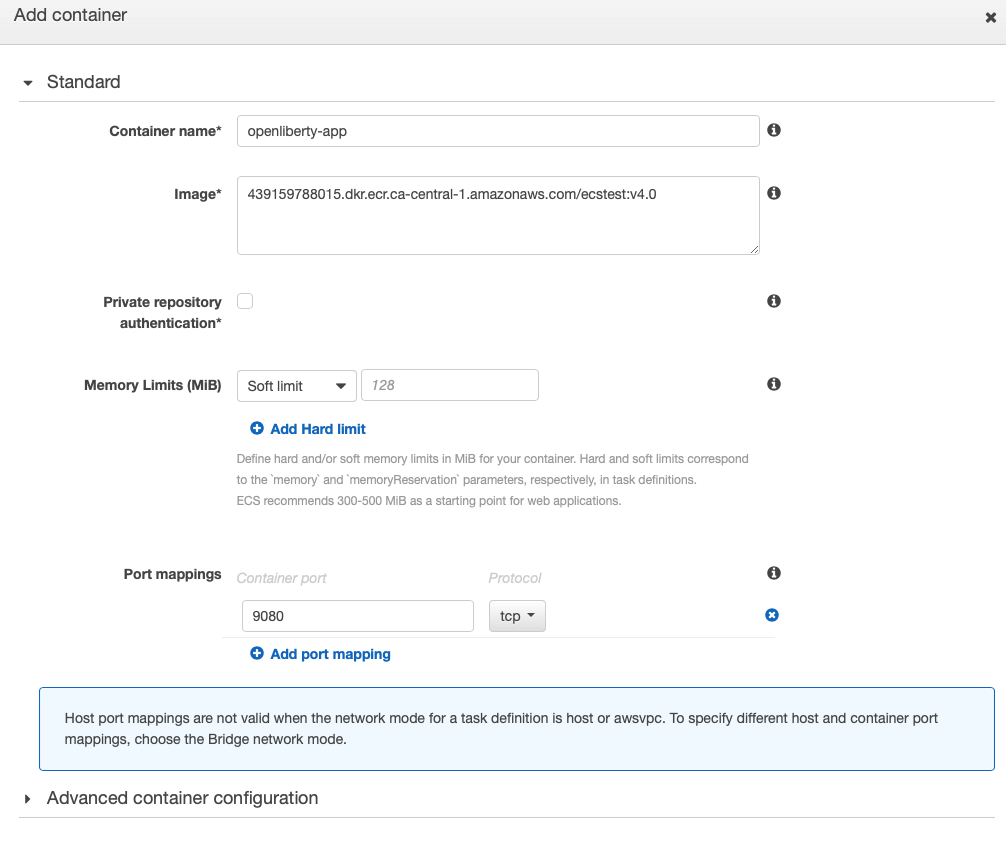 Add container
Standard
Container name*
openliberty-app
Image*
439159788015.dkr.ecr.ca-central-1.amazonaws.com/ecstest:v4.0
Private repository
authentication*
Memory Limits (MiB)
Soft limit
128
Add Hard limit
Define hard and/or soft memory limits in MiB for your container. Hard and soft limits correspond
to the `memory` and `memoryReservation` parameters, respectively, in task definitions.
ECS recommends 300-500 MiB as a starting point for web applications.
Port mappings
Container port
Protocol
9080
tcp
Add port mapping
Host port mappings are not valid when the network mode for a task definition is host or awsvpc. To specify different host and container port
mappings, choose the Bridge network mode.
Advanced container configuration